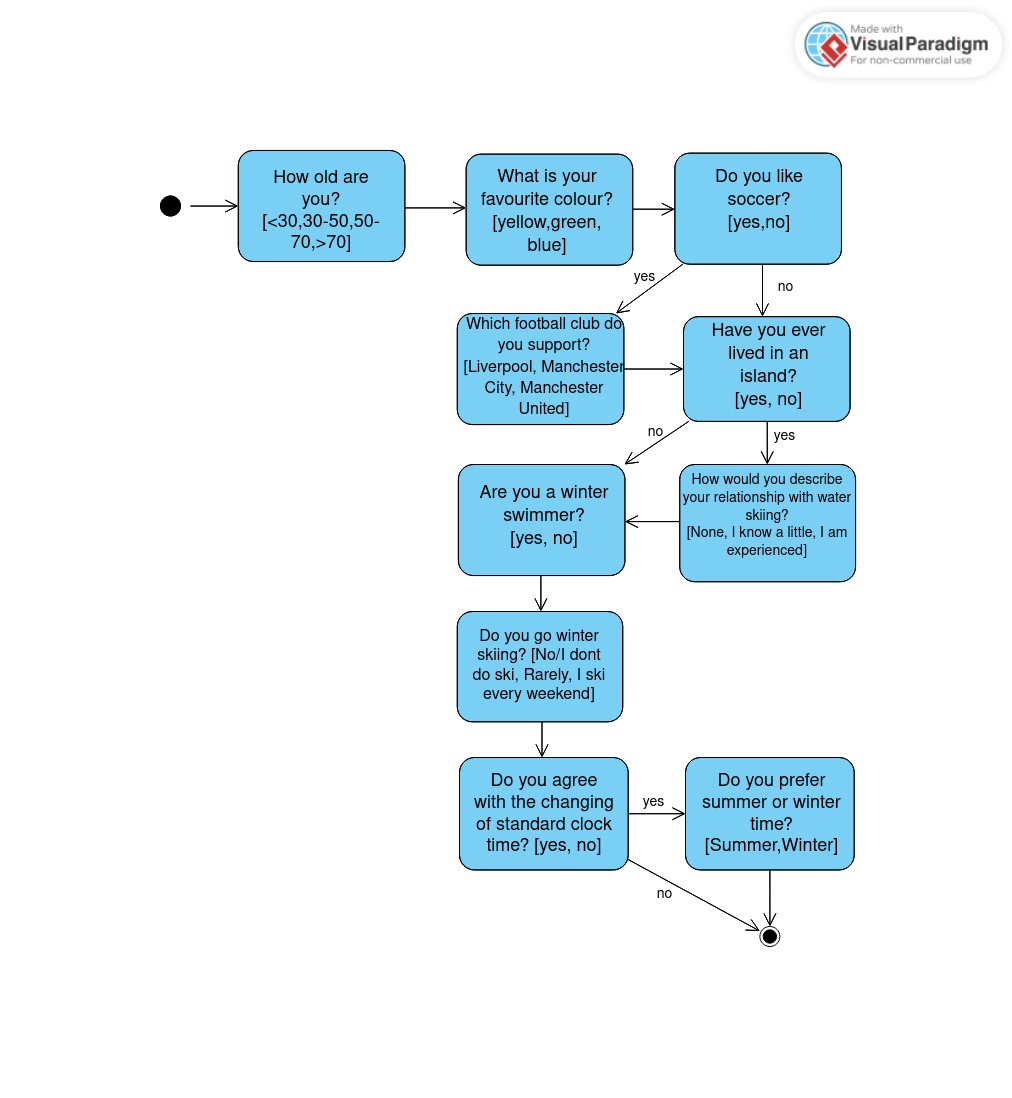 Made with
Visual Paradigm
For non-commercial use
How old are
you?
[<30,30-50,50-
70,>70]
What is your
favourite colour?
[yellow,green,
blue]
Do you like
soccer?
[yes,no]
yes
no
Which football club do
you support?
[Liverpool, Manchester
City, Manchester
United]
Have you ever
lived in an
island?
[yes, no]
no
yes
Are you a winter
swimmer?
[yes, no]
How would you describe
your relationship with water
skiing?
[None, I know a little, I am
experienced]
Do you go winter
skiing? [No/I dont
do ski, Rarely, I ski
every weekend]
Do you agree
with the changing
of standard clock
time? [yes, no]
yes
Do you prefer
summer or winter
time?
[Summer,Winter]
no